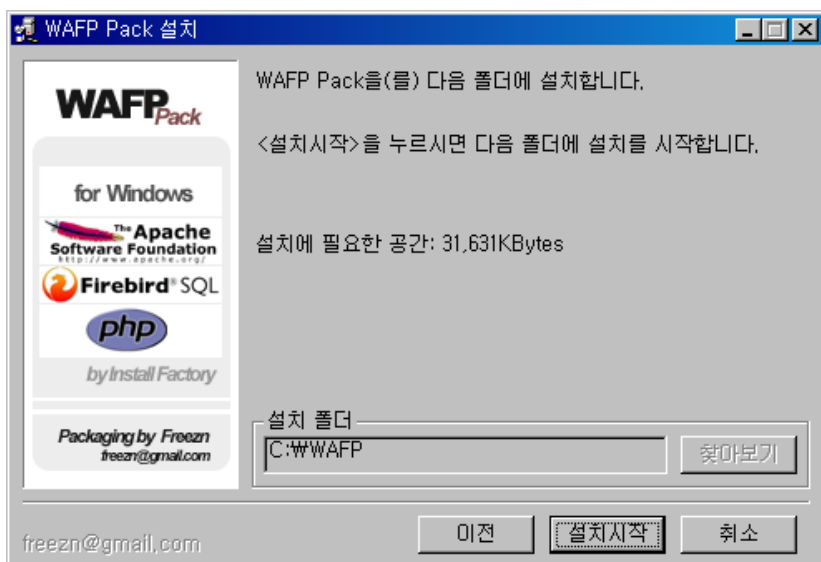 WAFP Pack 설치
WAFP Pack
for Windows
The Apache
Software Foundation
http://www.apache.org/
Firebird® SQL
php
by Install Factory
Packaging by Freezn
freezn@gmail.com
WAFP Pack을(를) 다음 폴더에 설치합니다.
<설치시작>을 누르시면 다음 폴더에 설치를 시작합니다.
설치에 필요한 공간: 31,631KBytes
설치 폴더
C:₩WAFP
찾아보기
freezn@gmail,com
이전
설치시작
취소